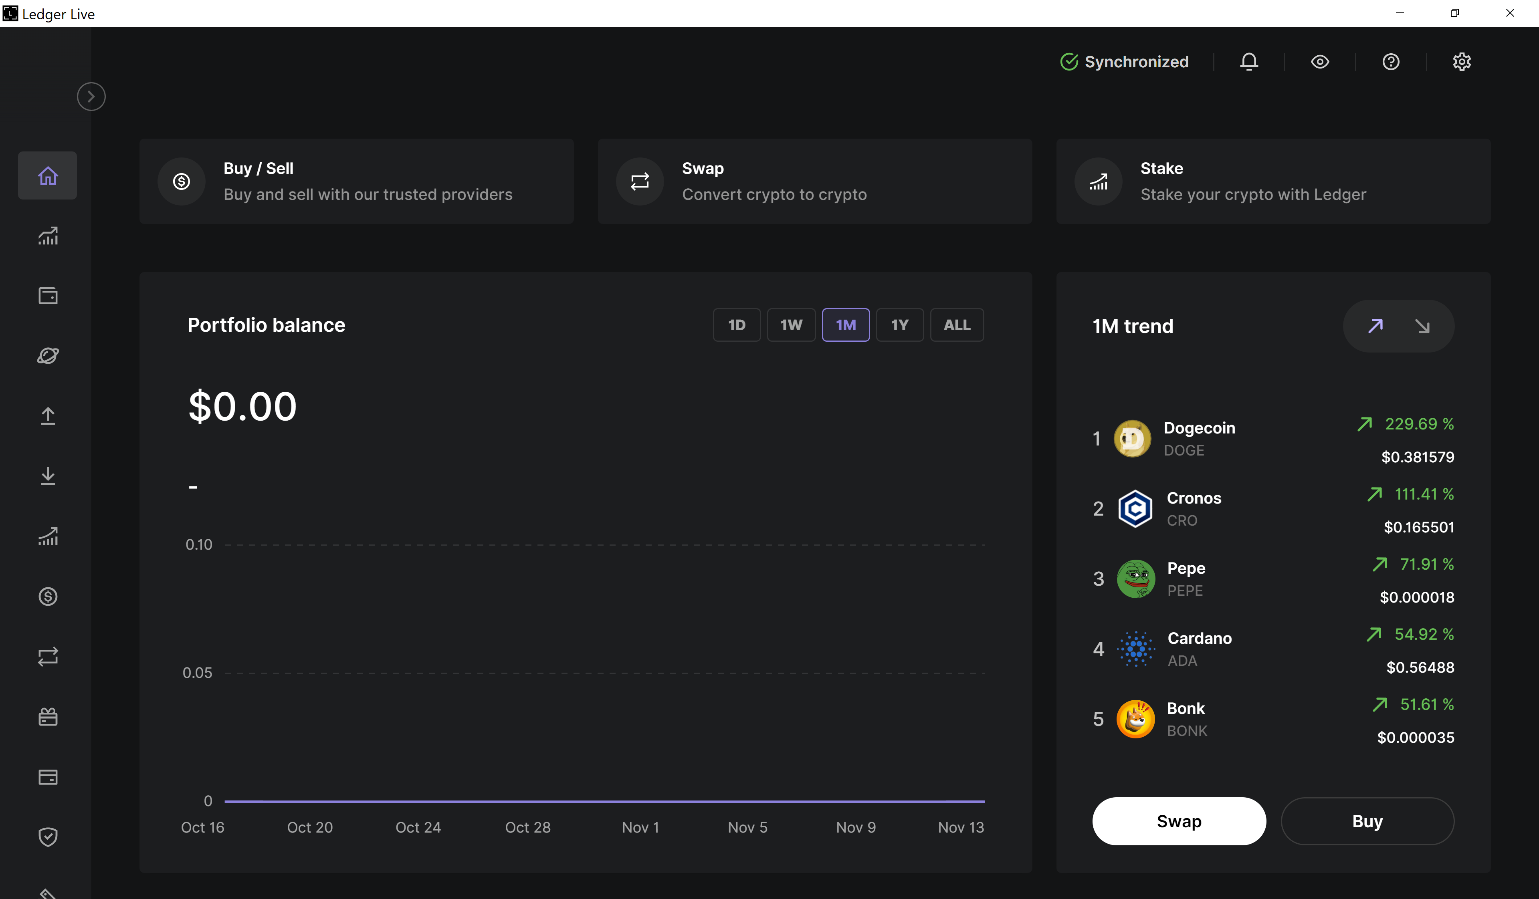 Ledger Live
Synchronized
Buy / Sell
Buy and sell with our trusted providers
Swap
Convert crypto to crypto
Stake
Stake your crypto with Ledger
Portfolio balance
1D 1W 1M 1Y ALL
$0.00
-
0.10
0.05
0
Oct 16 Oct 20 Oct 24 Oct 28 Nov 1 Nov 5 Nov 9 Nov 13
1M trend
1 Dogecoin 229.69 %
DOGE $0.381579
2 Cronos 111.41 %
CRO $0.165501
3 Pepe 71.91 %
PEPE $0.000018
4 Cardano 54.92 %
ADA $0.56488
5 Bonk 51.61 %
BONK $0.000035
Swap Buy